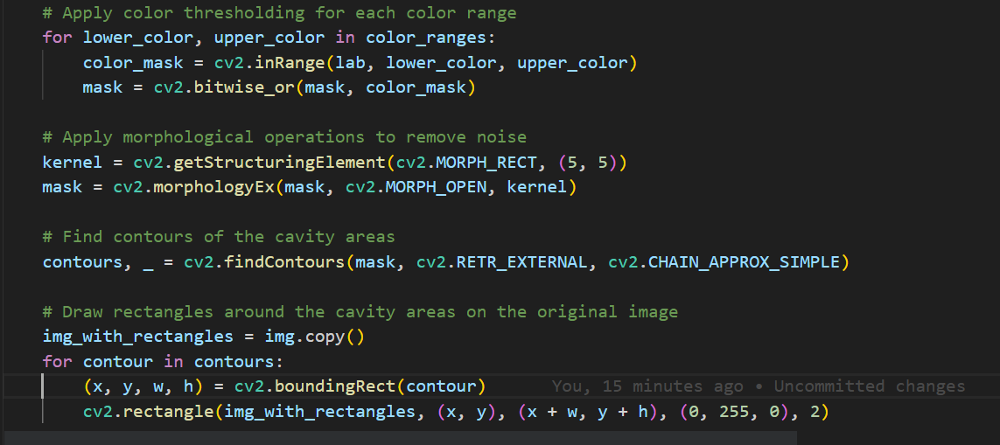 # Apply color thresholding for each color range
for lower_color, upper_color in color_ranges:
    color_mask = cv2.inRange(lab, lower_color, upper_color)
    mask = cv2.bitwise_or(mask, color_mask)
# Apply morphological operations to remove noise
kernel = cv2.getStructuringElement(cv2.MORPH_RECT, (5, 5))
mask = cv2.morphologyEx(mask, cv2.MORPH_OPEN, kernel)
# Find contours of the cavity areas
contours, _ = cv2.findContours(mask, cv2.RETR_EXTERNAL, cv2.CHAIN_APPROX_SIMPLE)
# Draw rectangles around the cavity areas on the original image
img_with_rectangles = img.copy()
for contour in contours:
    (x, y, w, h) = cv2.boundingRect(contour) You, 15 minutes ago • Uncommitted changes
    cv2.rectangle(img_with_rectangles, (x, y), (x + w, y + h), (0, 255, 0), 2)